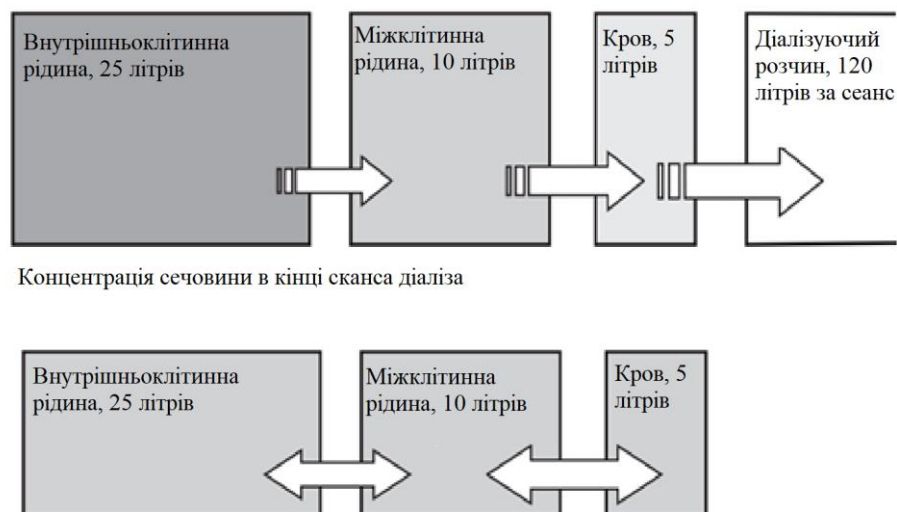 Внутрішньоклітинна
рідина, 25 літрів
Міжклітинна
рідина, 10 літрів
Кров, 5
літрів
Діалізуючий
розчин, 120
літрів за сеанс
Концентрація сечовини в кінці сканса діаліза
Внутрішньоклітинна
рідина, 25 літрів
Міжклітинна
рідина, 10 літрів
Кров, 5
літрів